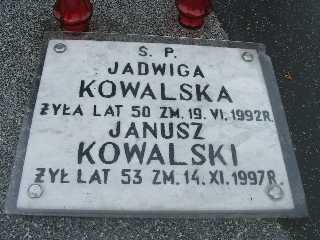 Ś. P.
JADWIGA
KOWALSKA
ŻYŁA LAT 50 ZM. 19. VI. 1992R.
JANUSZ
KOWALSKI
ŻYŁ LAT 53 ZM. 14. XI. 1997R.